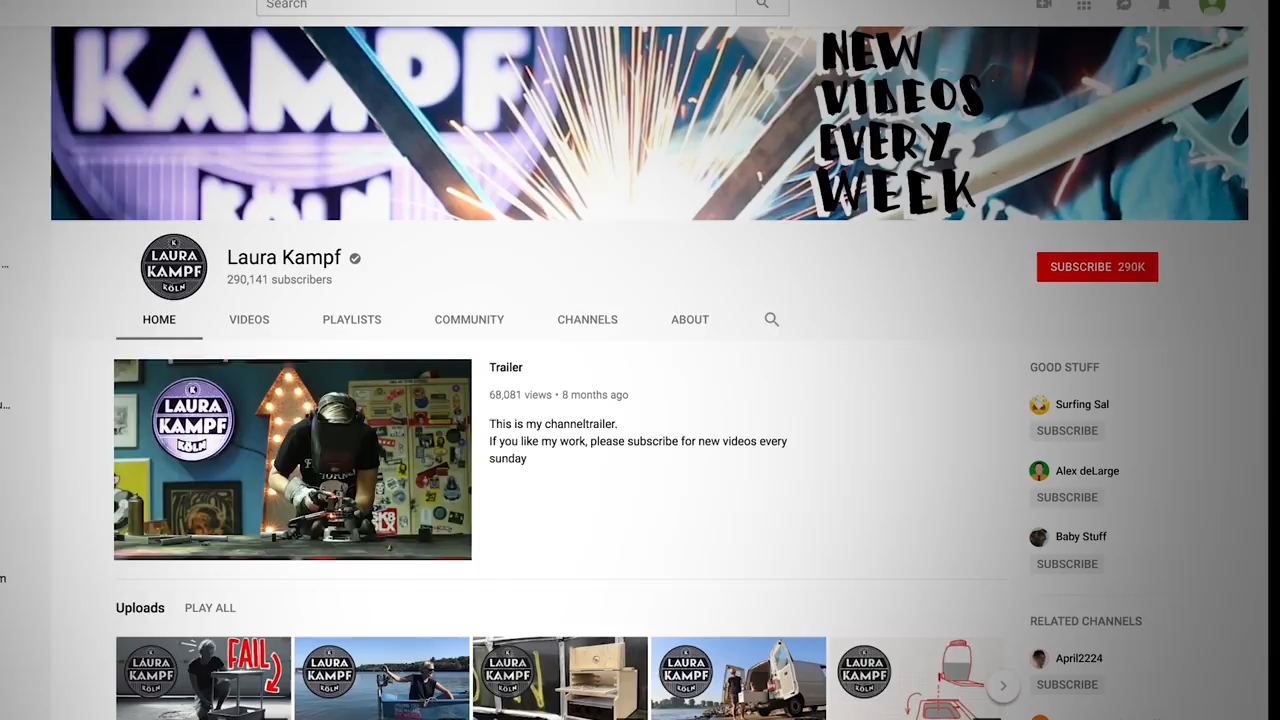 Search
KAMPF
KÖLN
NEW
VIDEOS
EVERY
WEEK
K
LAURA
KAMPF
KÖLN
Laura Kampf
290,141 subscribers
SUBSCRIBE 290K
HOME VIDEOS PLAYLISTS COMMUNITY CHANNELS ABOUT
K
LAURA
KAMPF
KÖLN
Trailer
68,081 views • 8 months ago
This is my channeltrailer.
If you like my work, please subscribe for new videos every
sunday
GOOD STUFF
Surfing Sal
SUBSCRIBE
Alex deLarge
SUBSCRIBE
Baby Stuff
SUBSCRIBE
Uploads PLAY ALL
K
LAURA
KAMPF
KÖLN
FAIL
K
LAURA
KAMPF
KÖLN
K
LAURA
KAMPF
KÖLN
K
LAURA
KAMPF
KÖLN
K
LAURA
KAMPF
KÖLN
RELATED CHANNELS
April2224
SUBSCRIBE